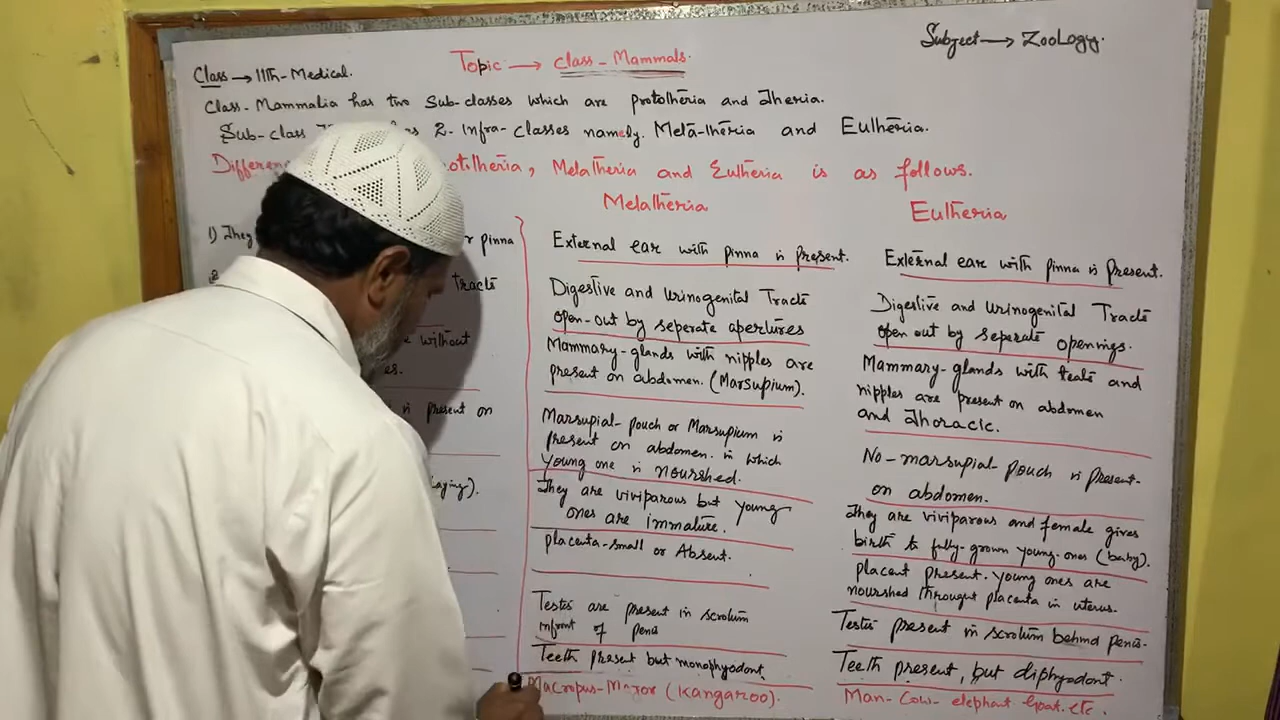 Subject → Zoology.
Class → 11th-Medical.
Topic → Class - Mammals.
Class-Mammalia has two Sub-classes which are protolheria and Theria.
Sub-class 2-Infra-Classes namely. Meta-theria and Eutheria.
Metatheria and Eutheria is as follows.
Metatheria
Eutheria
1) They pinna
Tracts
without
is present on
laying).
External ear with pinna is present.
Digestive and Urinogenital Tracts
open-out by seperate apertures
Mammary-glands with nipples are
present on abdomen. (Marsupium).
Marsupial-pouch or Marsupium is
present on abdomen. in which
young one is nourshed.
They are viviparous but young
ones are immature.
placenta-small or Absent.
Testes are present in scrotum
infront of penis
Teeth present but monophyodont
Macropus-Major (Kangaroo).
External ear with pinna is present.
Digestive and Urinogenital Tracts
open out by seperate openings.
Mammary-glands with teats and
nipples are present on abdomen
and Thoracic.
No-marsupial-pouch is present-
on abdomen.
They are viviparous and female gives
birth to fully-grown young-ones (baby).
placent present. young ones are
nourshed throught placenta in uterus.
Testes present in scrotum behind penis.
Teeth present, but diphyodont.
Man-Cow-elephant Goat. etc.